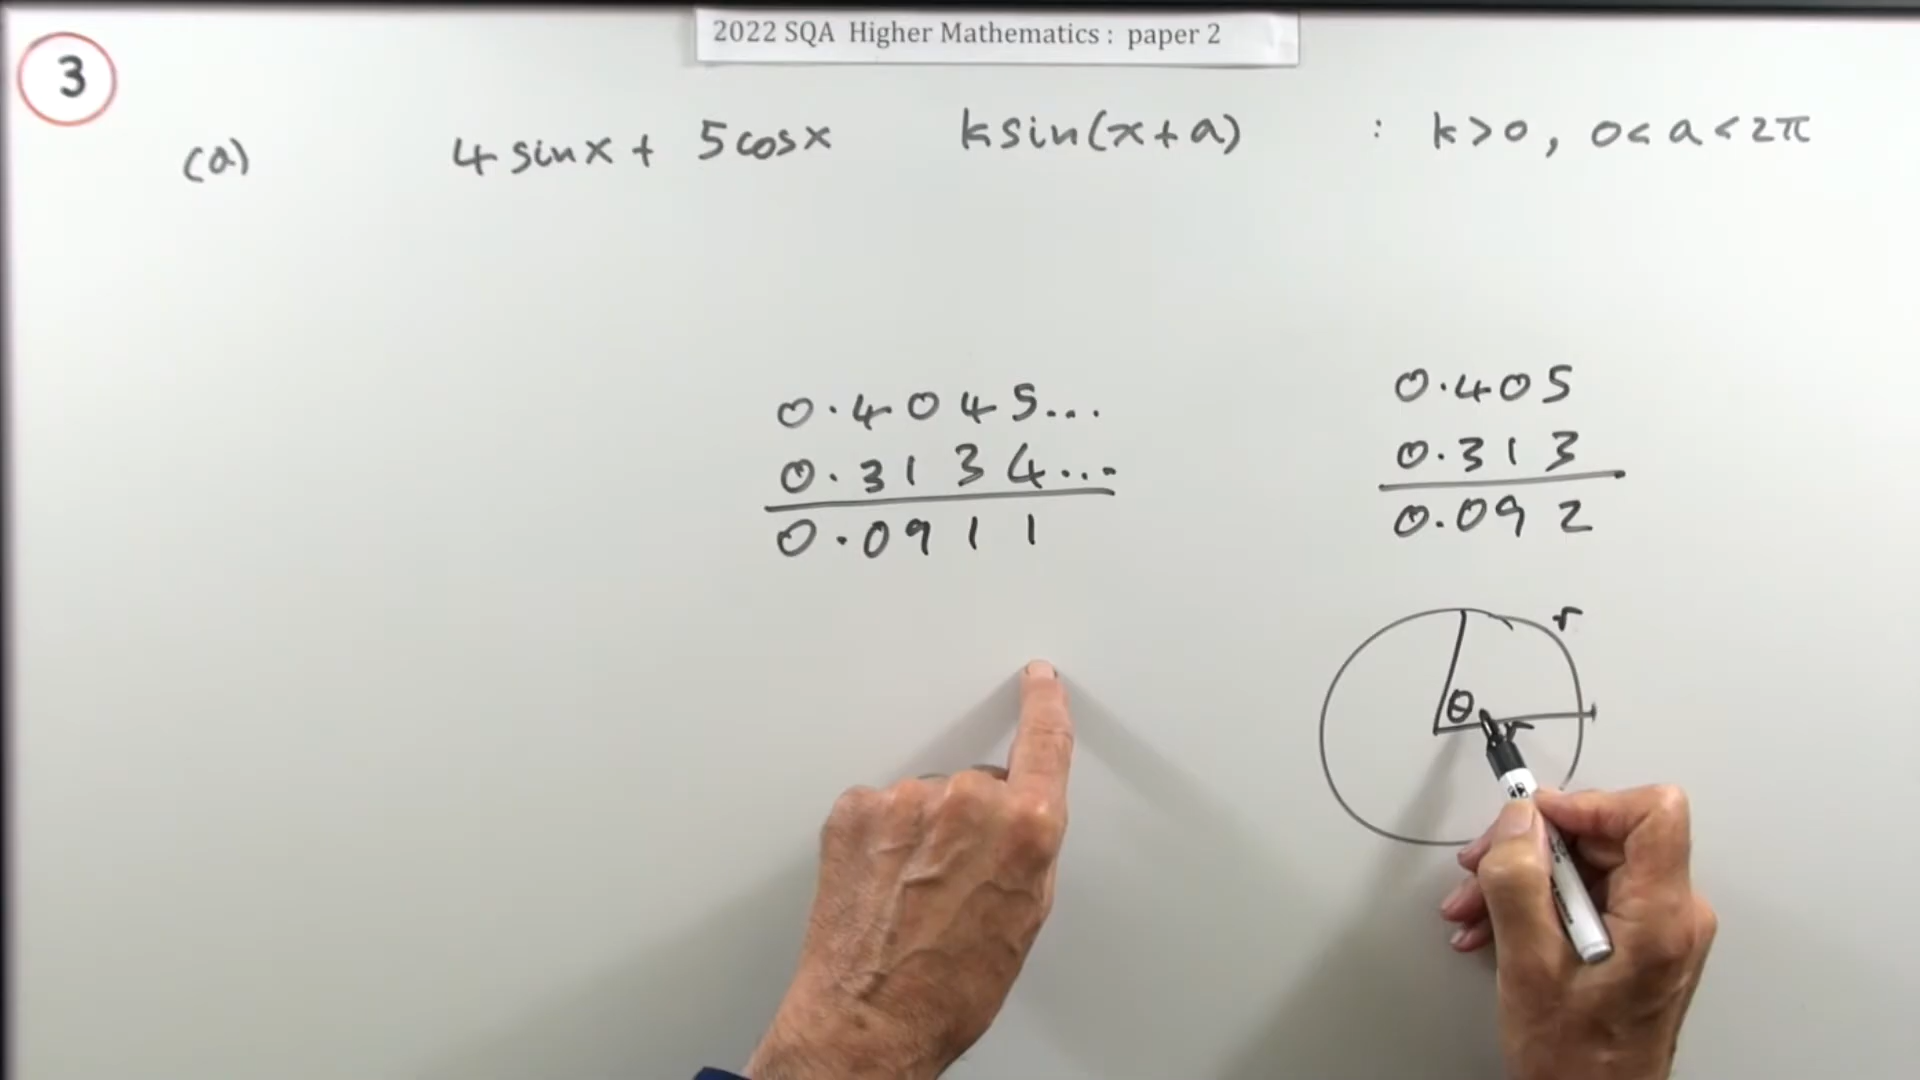 2022 SQA Higher Mathematics : paper 2
3
(a) 4 sin x + 5 cos x k sin(x + a) : k > 0 , 0 < a < 2π
0.4045...
0.3134...
0.0911
0.405
0.313
0.092
r
θ
r